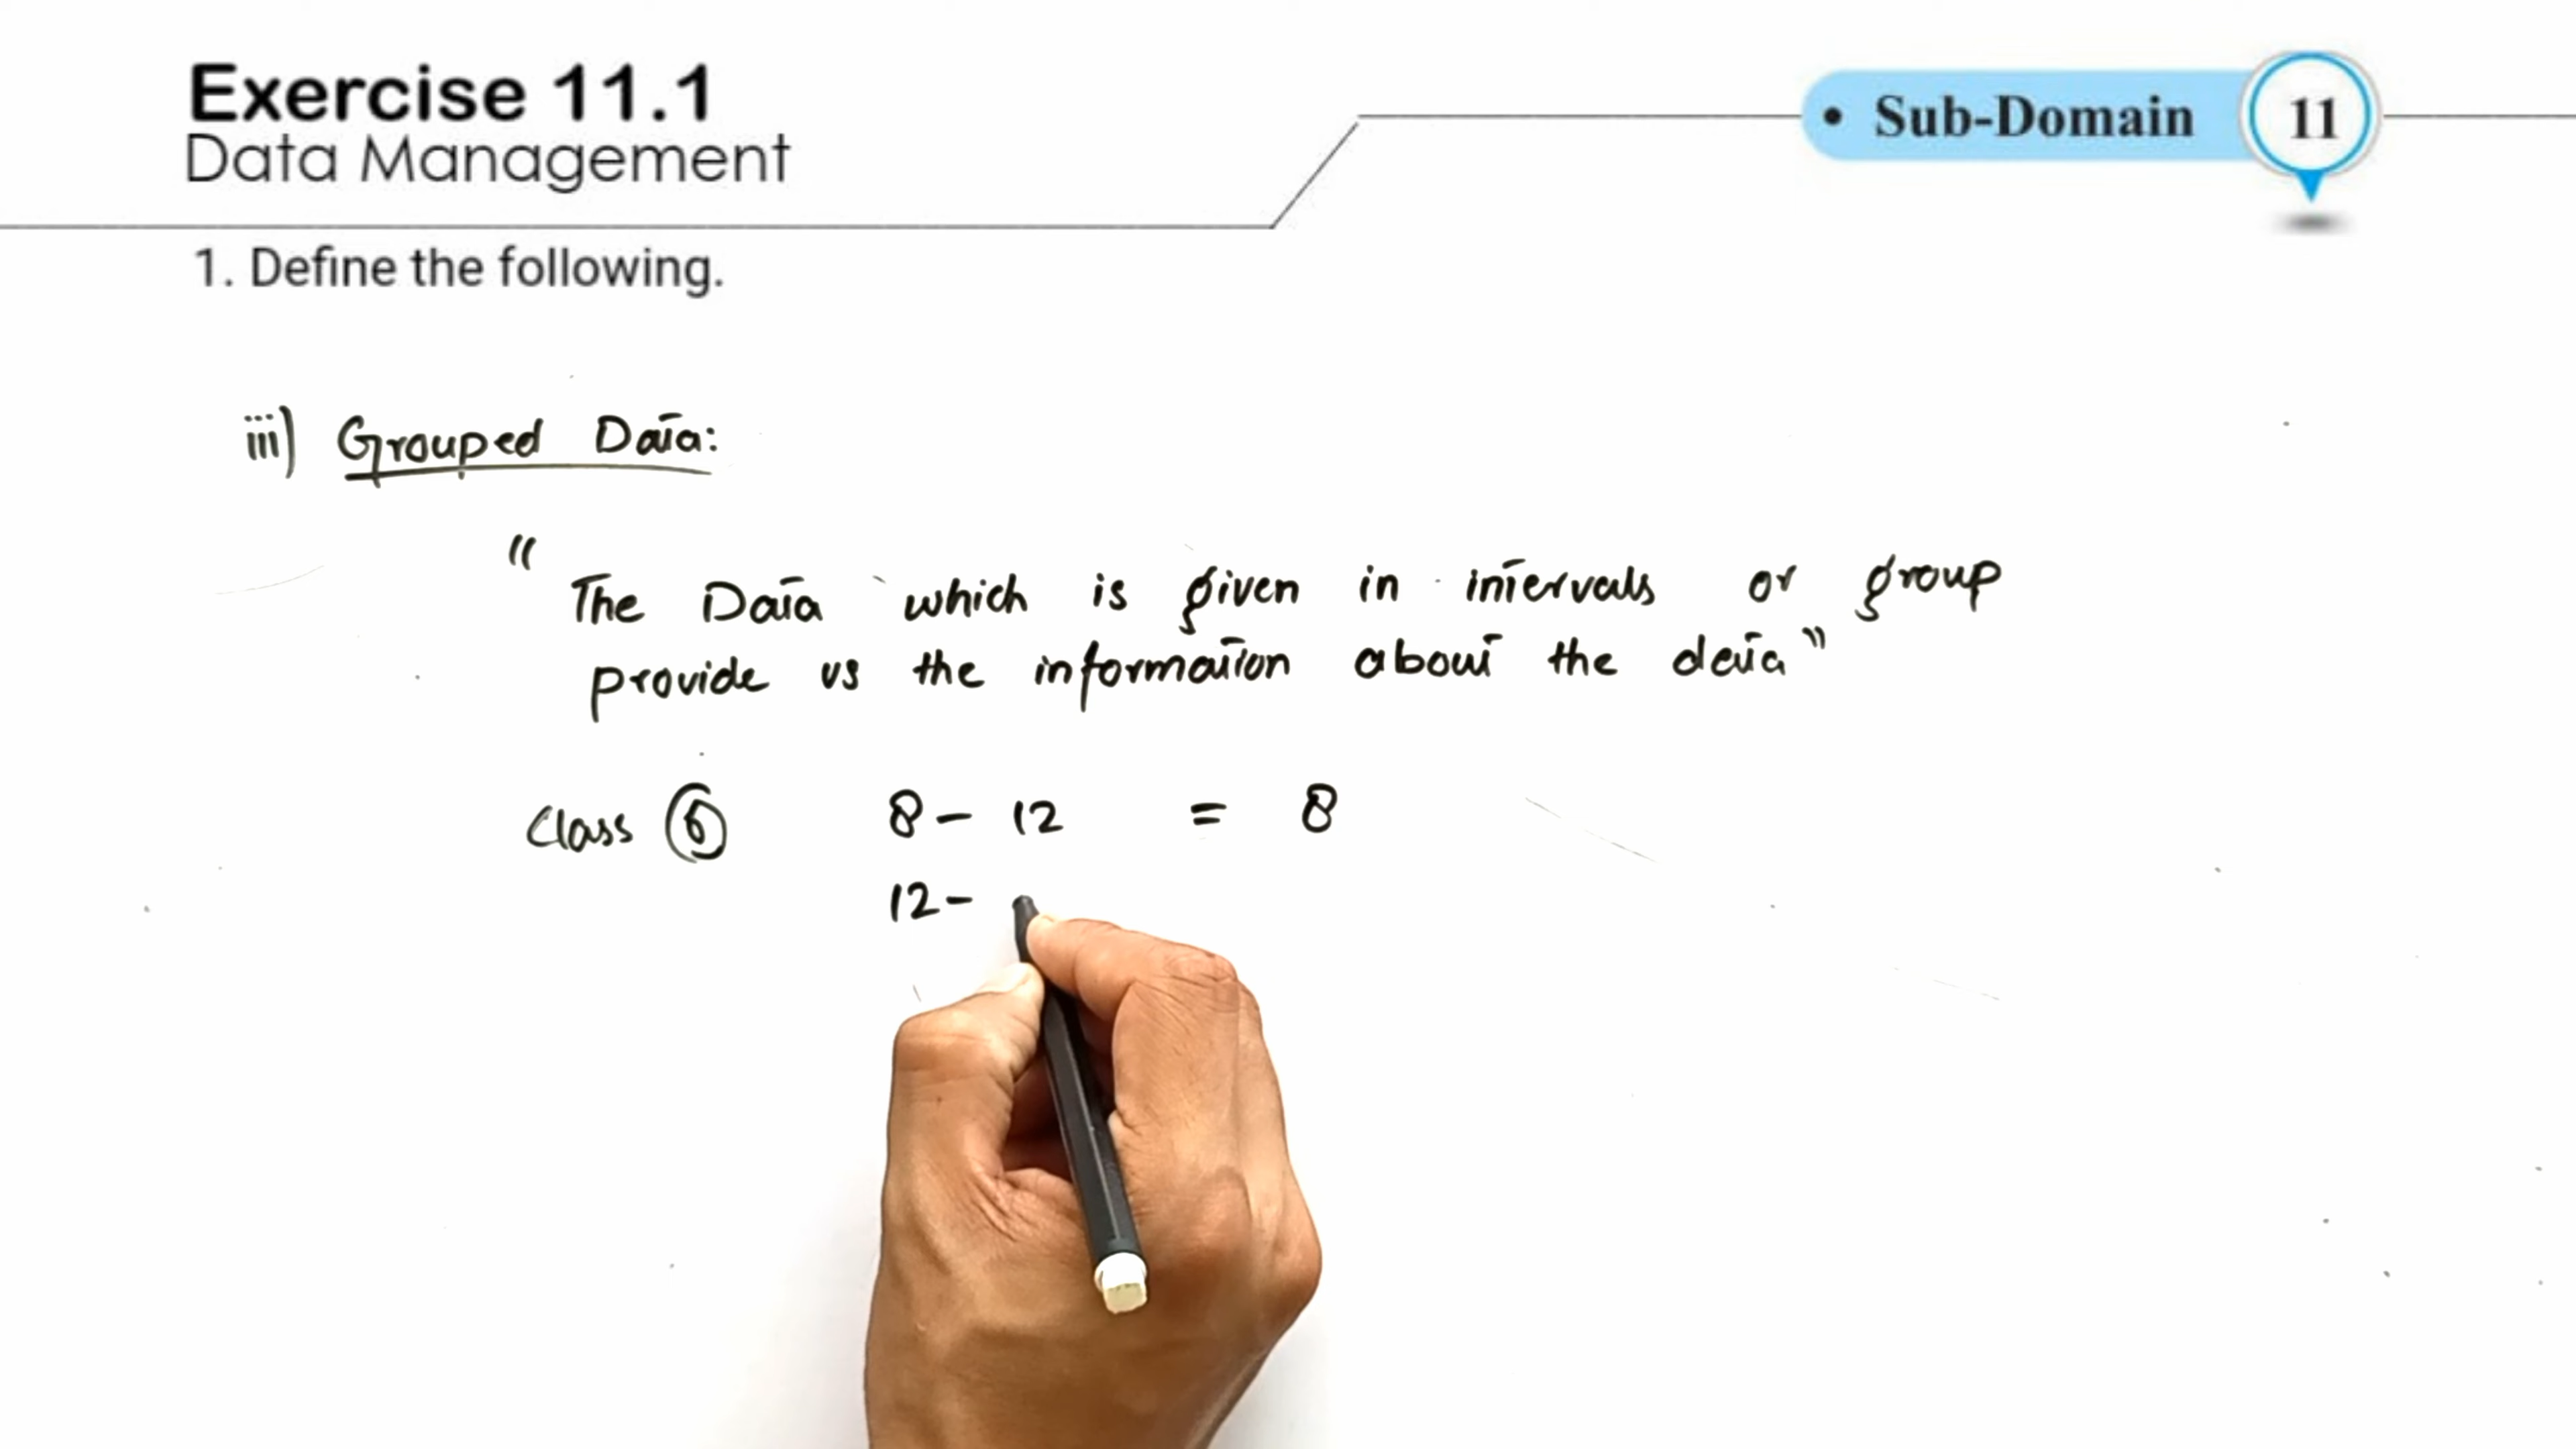 Exercise 11.1
Data Management
• Sub-Domain 11
1. Define the following.
iii) Grouped Data:
" The Data which is given in intervals or group
provide us the information about the data"
Class 6 8 - 12 = 8
12 -